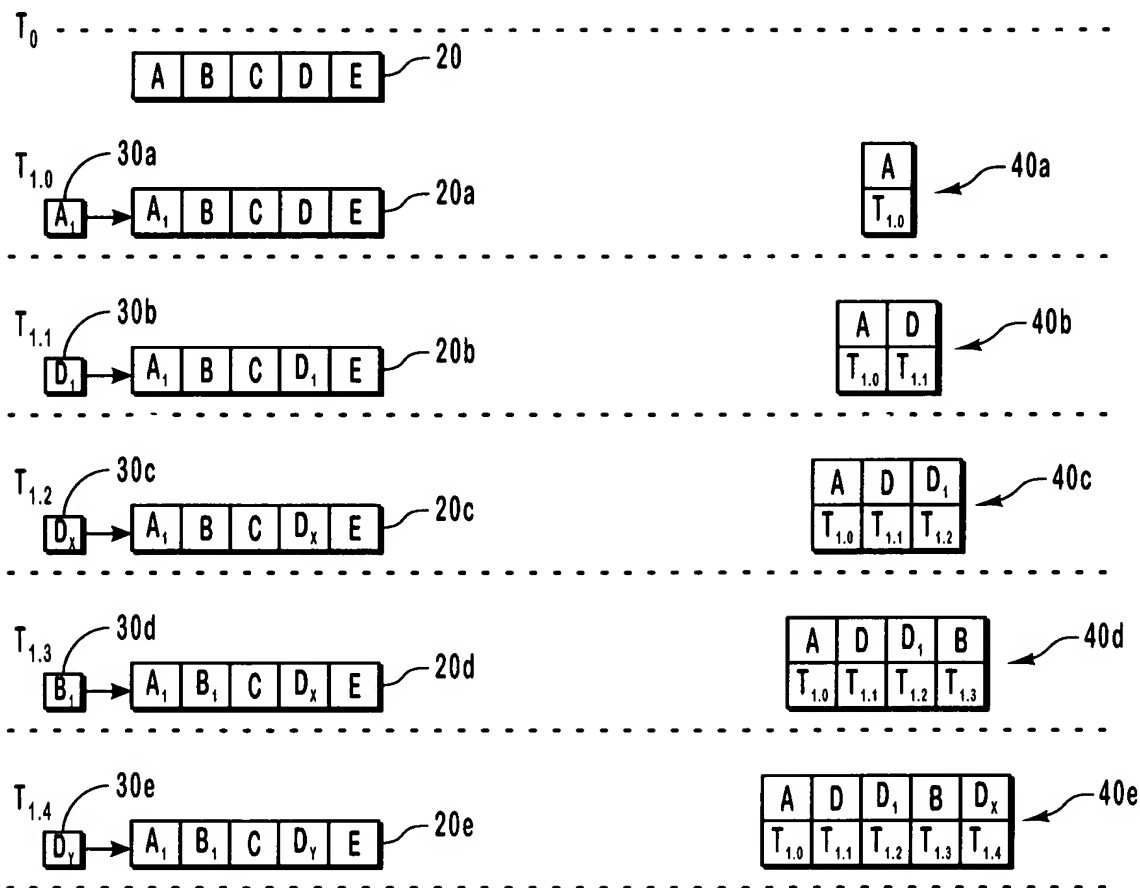 T₀
A B C D E 20
T₁.₀ 30a
A₁ A₁ B C D E 20a
A 40a
T₁.₀
T₁.₁ 30b
D₁ A₁ B C D₁ E 20b
A D 40b
T₁.₀ T₁.₁
T₁.₂ 30c
Dₓ A₁ B C Dₓ E 20c
A D D₁ 40c
T₁.₀ T₁.₁ T₁.₂
T₁.₃ 30d
B₁ A₁ B₁ C Dₓ E 20d
A D D₁ B 40d
T₁.₀ T₁.₁ T₁.₂ T₁.₃
T₁.₄ 30e
Dᵧ A₁ B₁ C Dᵧ E 20e
A D D₁ B Dₓ 40e
T₁.₀ T₁.₁ T₁.₂ T₁.₃ T₁.₄